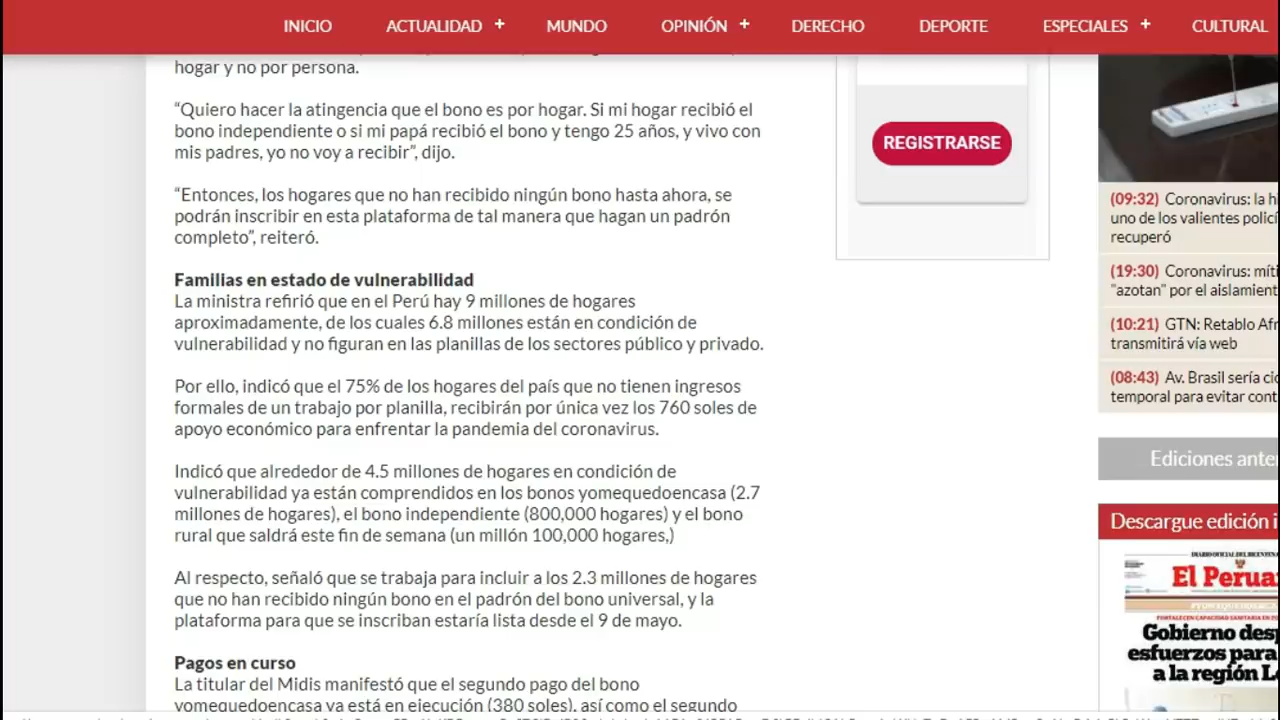 INICIO
ACTUALIDAD +
MUNDO
OPINIÓN +
DERECHO
DEPORTE
ESPECIALES +
CULTURAL
hogar y no por persona.
“Quiero hacer la atingencia que el bono es por hogar. Si mi hogar recibió el
bono independiente o si mi papá recibió el bono y tengo 25 años, y vivo con
mis padres, yo no voy a recibir”, dijo.
“Entonces, los hogares que no han recibido ningún bono hasta ahora, se
podrán inscribir en esta plataforma de tal manera que hagan un padrón
completo”, reiteró.
Familias en estado de vulnerabilidad
La ministra refirió que en el Perú hay 9 millones de hogares
aproximadamente, de los cuales 6.8 millones están en condición de
vulnerabilidad y no figuran en las planillas de los sectores público y privado.
Por ello, indicó que el 75% de los hogares del país que no tienen ingresos
formales de un trabajo por planilla, recibirán por única vez los 760 soles de
apoyo económico para enfrentar la pandemia del coronavirus.
Indicó que alrededor de 4.5 millones de hogares en condición de
vulnerabilidad ya están comprendidos en los bonos yomequedoencasa (2.7
millones de hogares), el bono independiente (800,000 hogares) y el bono
rural que saldrá este fin de semana (un millón 100,000 hogares,)
Al respecto, señaló que se trabaja para incluir a los 2.3 millones de hogares
que no han recibido ningún bono en el padrón del bono universal, y la
plataforma para que se inscriban estaría lista desde el 9 de mayo.
Pagos en curso
La titular del Midis manifestó que el segundo pago del bono
yomequedoencasa ya está en ejecución (380 soles), así como el segundo
REGISTRARSE
(09:32) Coronavirus: la h
uno de los valientes polic
recuperó
(19:30) Coronavirus: míti
"azotan" por el aislamient
(10:21) GTN: Retablo Afr
transmitirá vía web
(08:43) Av. Brasil sería cic
temporal para evitar cont
Ediciones ante
Descargue edición i
DIARIO OFICIAL DEL BICENTENA
El Perua
Gobierno desp
esfuerzos para
a la región Lo